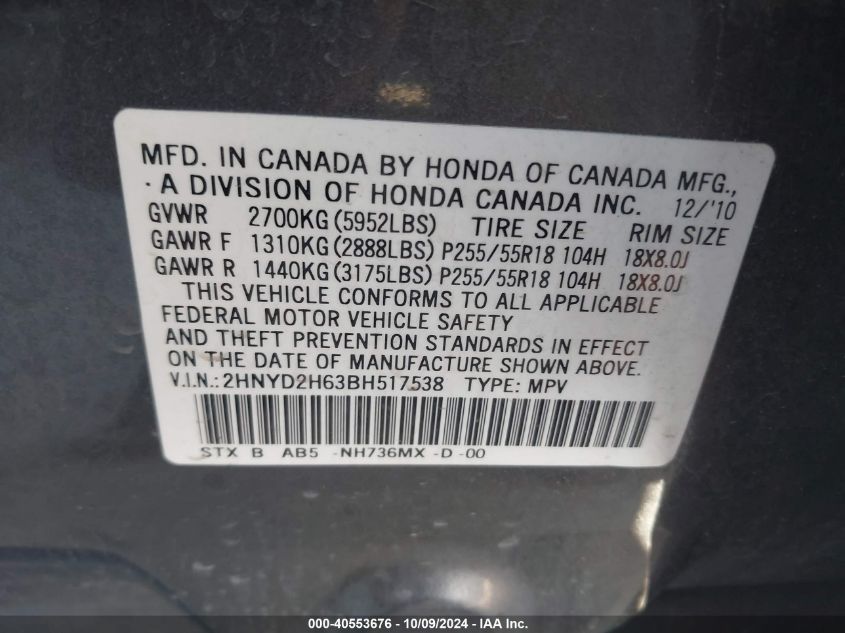 MFD. IN CANADA BY HONDA OF CANADA MFG.,
A DIVISION OF HONDA CANADA INC. 12/'10
GVWR 2700KG (5952LBS) TIRE SIZE RIM SIZE
GAWR F 1310KG (2888LBS) P255/55R18 104H 18X8.0J
GAWR R 1440KG (3175LBS) P255/55R18 104H 18X8.0J
THIS VEHICLE CONFORMS TO ALL APPLICABLE
FEDERAL MOTOR VEHICLE SAFETY
AND THEFT PREVENTION STANDARDS IN EFFECT
ON THE DATE OF MANUFACTURE SHOWN ABOVE.
V.I.N.: 2HNYD2H63BH517538 TYPE: MPV
STX B AB5 -NH736MX -D -00
000-40553676 - 10/09/2024 - IAA Inc.